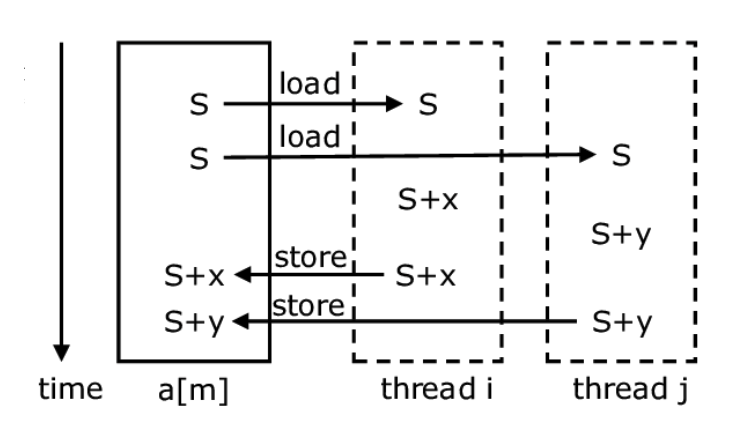 load
S S
load
S S
S+x
S+y
store
S+x S+x
store
S+y S+y
time a[m] thread i thread j